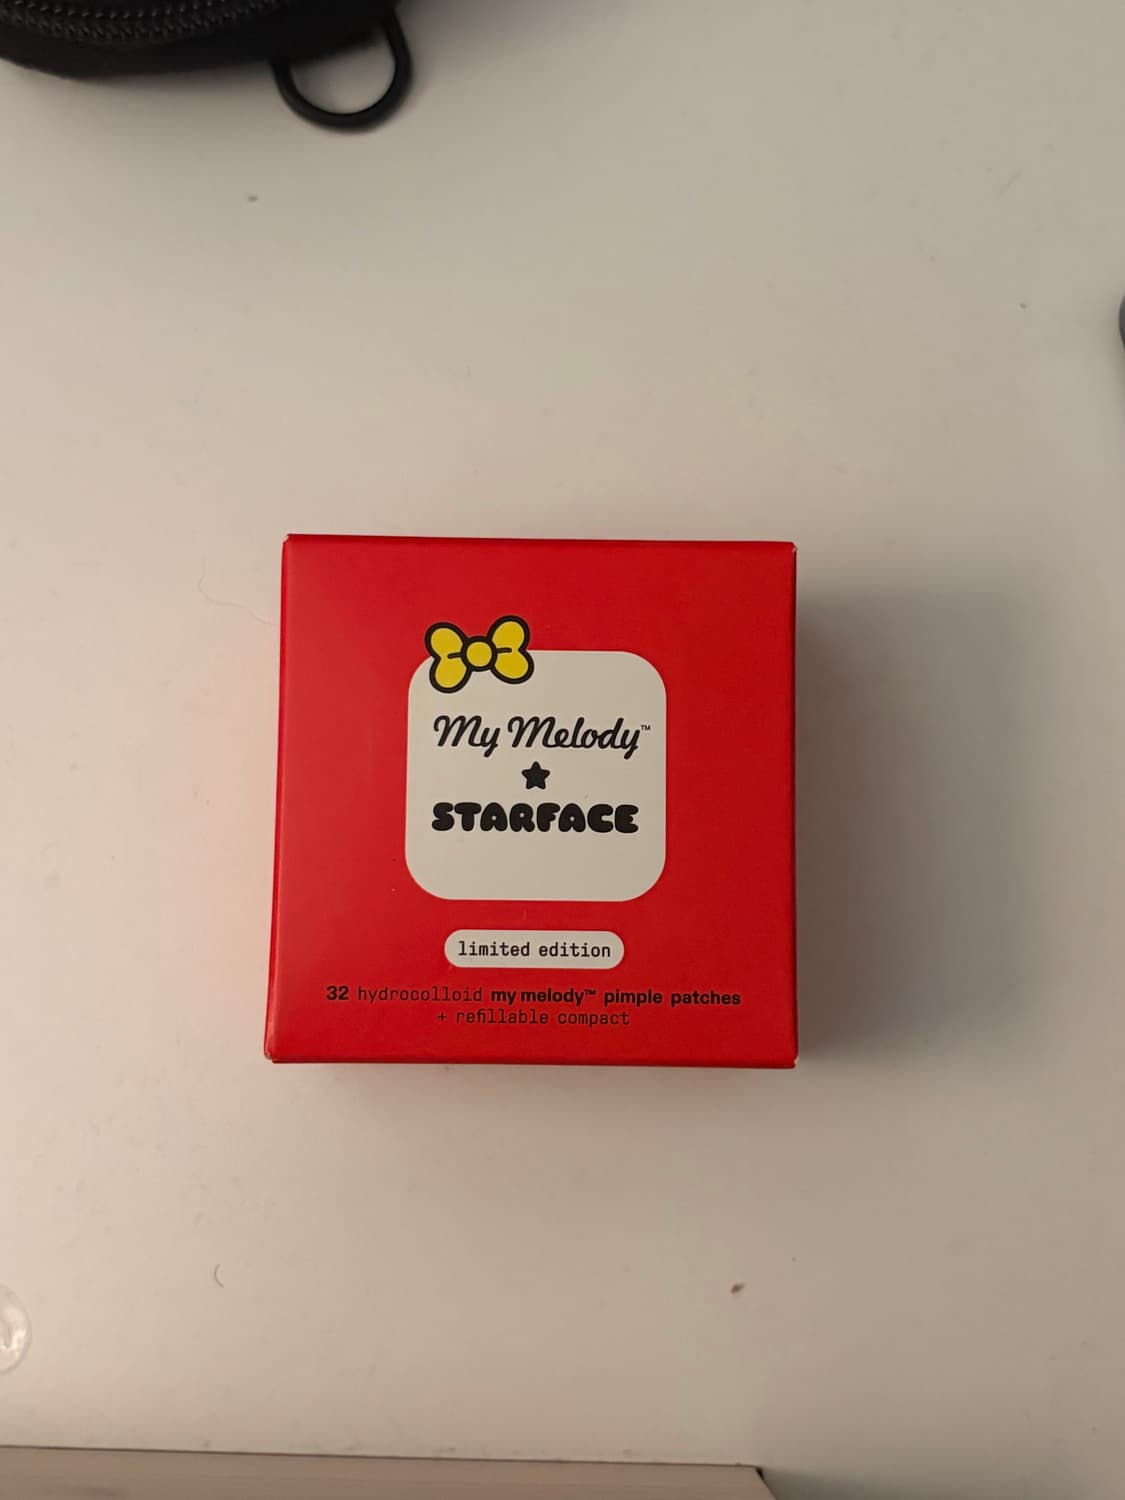 My Melody™
★
STARFACE
limited edition
32 hydrocolloid my melody™ pimple patches
+ refillable compact